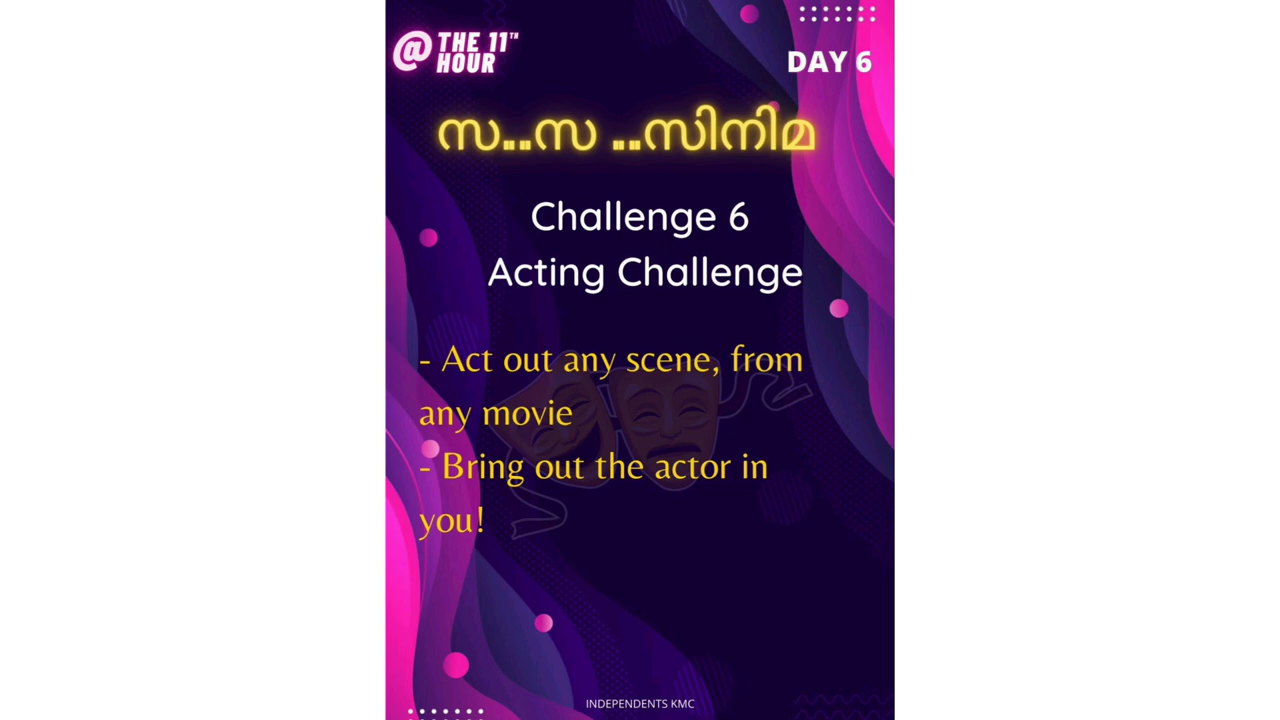 @ THE 11TH
HOUR
DAY 6
സ..സ ..സിനിമ
Challenge 6
Acting Challenge
- Act out any scene, from
any movie
- Bring out the actor in
you!
INDEPENDENTS KMC